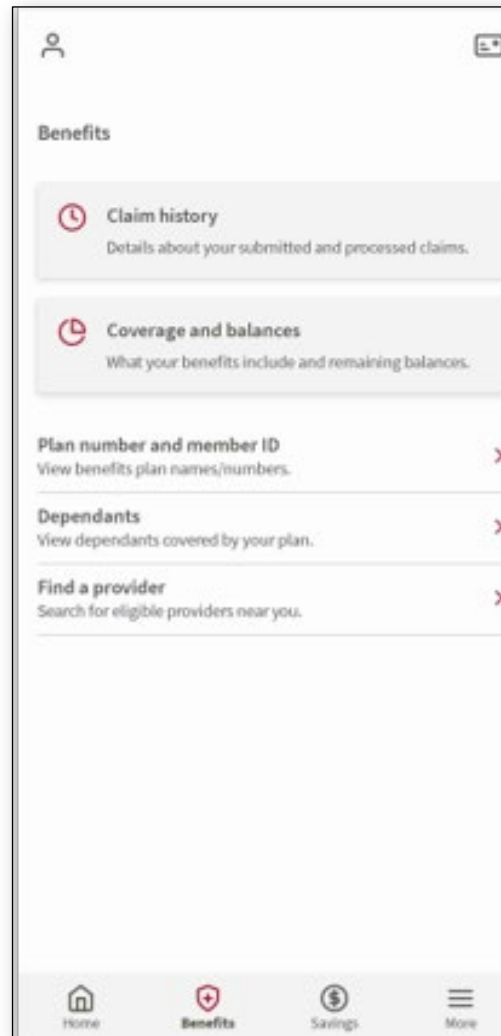 Benefits
Claim history
Details about your submitted and processed claims.
Coverage and balances
What your benefits include and remaining balances.
Plan number and member ID
View benefits plan names/numbers.
Dependants
View dependants covered by your plan.
Find a provider
Search for eligible providers near you.
Home
Benefits
Savings
More